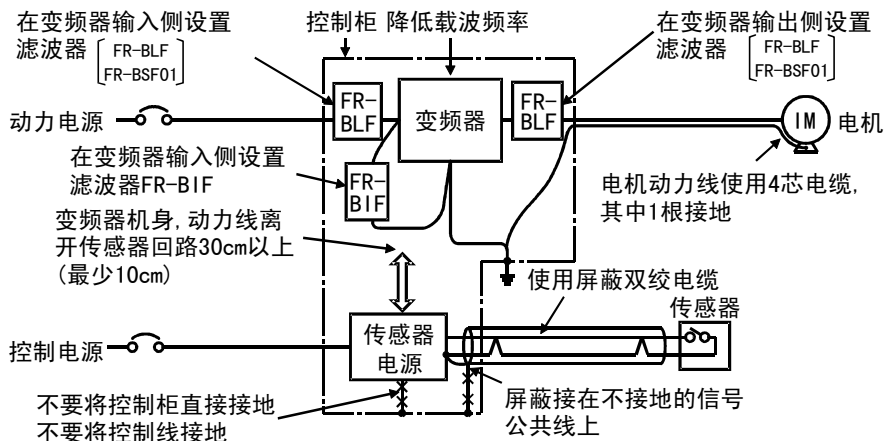 在变频器输入侧设置
滤波器 FR-BLF
FR-BSF01
控制柜 降低载波频率
在变频器输出侧设置
滤波器 FR-BLF
FR-BSF01
动力电源
FR-
BLF
变频器
FR-
BLF
IM 电机
在变频器输入侧设置
滤波器FR-BIF
FR-
BIF
电机动力线使用4芯电缆,
其中1根接地
变频器机身,动力线离
开传感器回路30cm以上
(最少10cm)
使用屏蔽双绞电缆
传感器
控制电源
传感器
电源
不要将控制柜直接接地
不要将控制线接地
屏蔽接在不接地的信号
公共线上